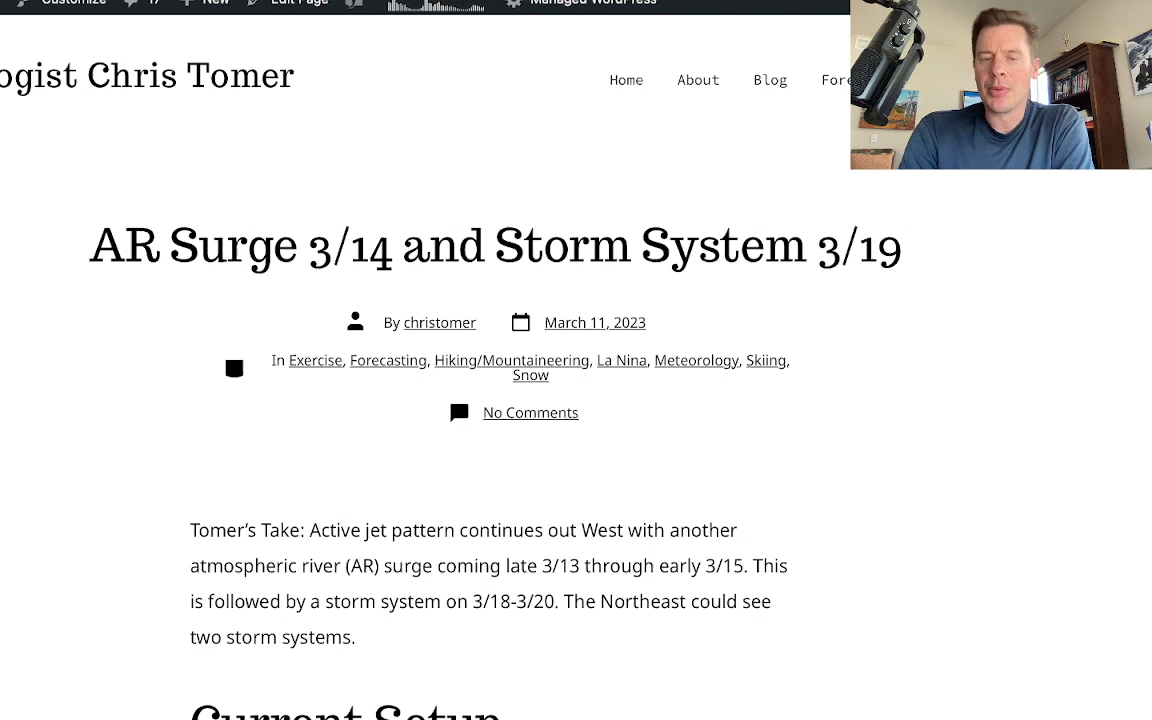 Customize 17 New Edit Page Managed WordPress
ogist Chris Tomer
Home About Blog Fore
AR Surge 3/14 and Storm System 3/19
By christomer March 11, 2023
In Exercise, Forecasting, Hiking/Mountaineering, La Nina, Meteorology, Skiing,
Snow
No Comments
Tomer’s Take: Active jet pattern continues out West with another
atmospheric river (AR) surge coming late 3/13 through early 3/15. This
is followed by a storm system on 3/18-3/20. The Northeast could see
two storm systems.
Current Setup